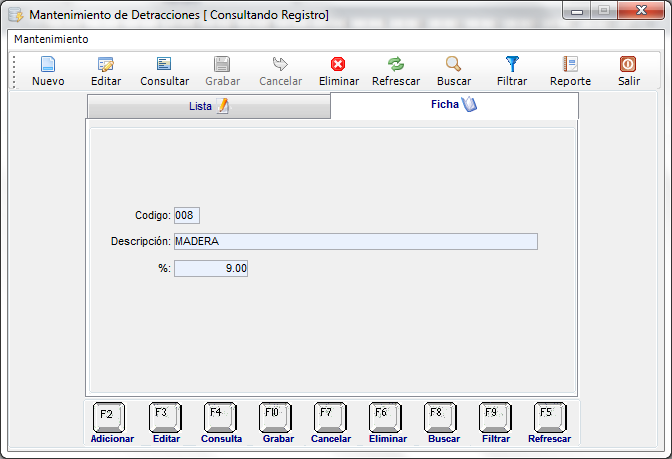 Mantenimiento de Detracciones [ Consultando Registro]
Mantenimiento
Nuevo Editar Consultar Grabar Cancelar Eliminar Refrescar Buscar Filtrar Reporte Salir
Lista Ficha
Codigo: 008
Descripción: MADERA
%: 9.00
F2 F3 F4 F10 F7 F6 F8 F9 F5
Adicionar Editar Consulta Grabar Cancelar Eliminar Buscar Filtrar Refrescar